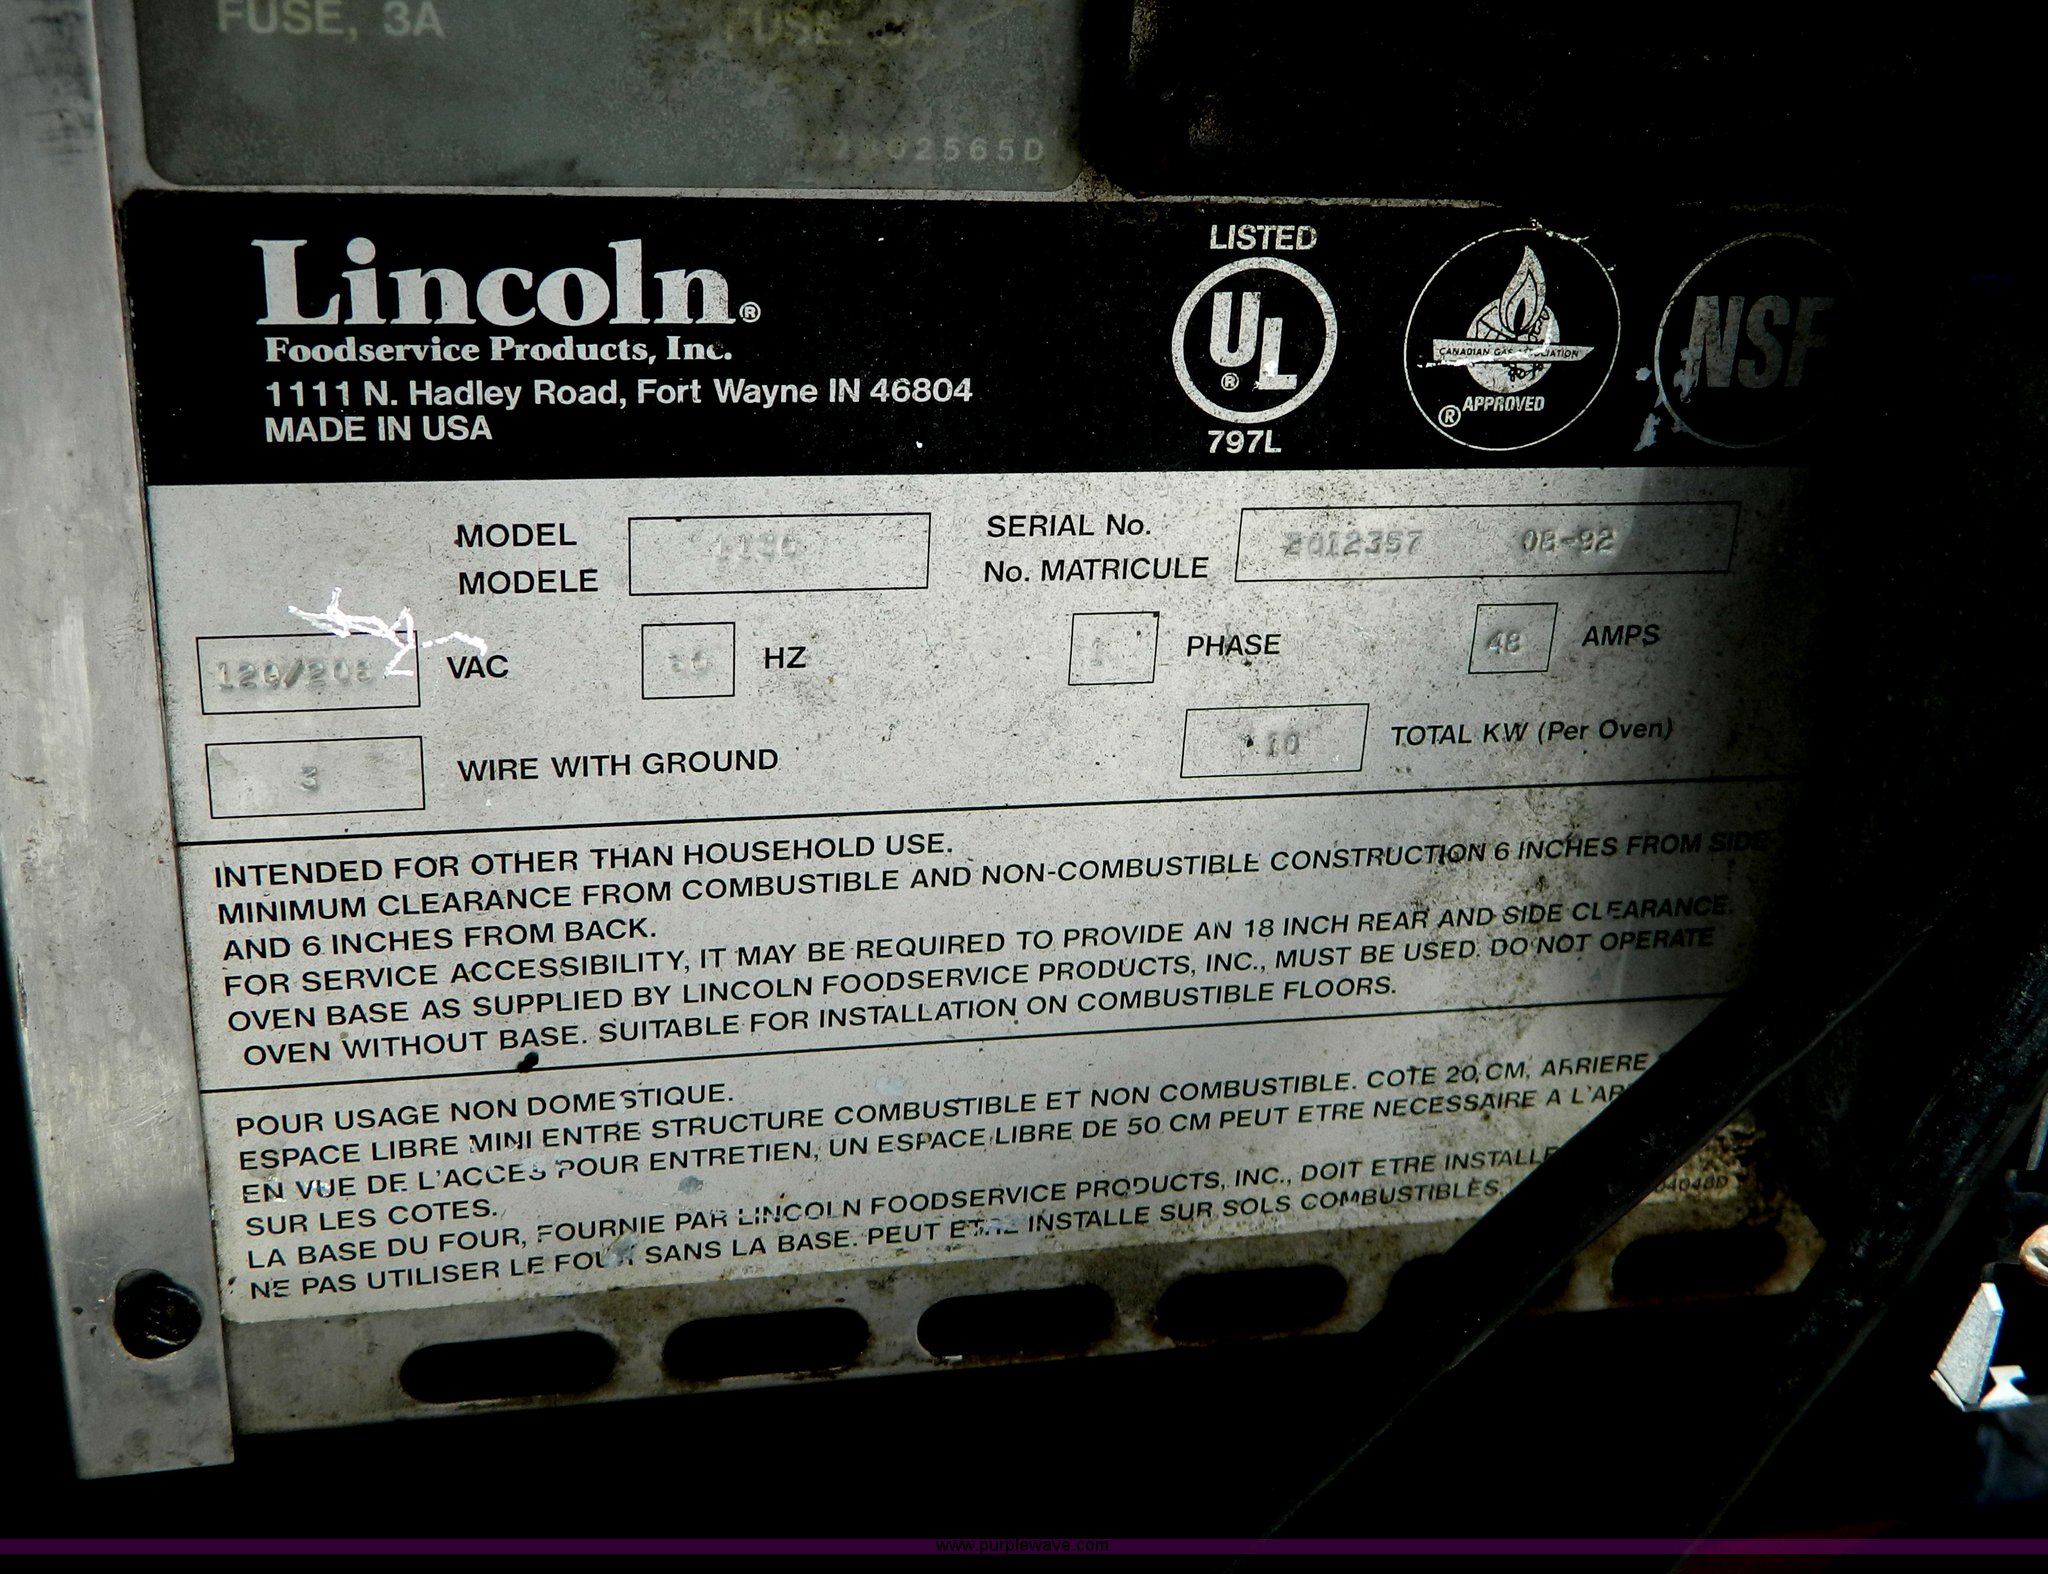 FUSE, 3A
FUSE, 3A
2565D
Lincoln®
Foodservice Products, Inc.
1111 N. Hadley Road, Fort Wayne IN 46804
MADE IN USA
LISTED
UL ®
797L
CANADIAN GAS ASSOCIATION
® APPROVED
NSF
MODEL
MODELE
SERIAL No.
No. MATRICULE
2012357 08-92
120/208 VAC
60 HZ
1 PHASE
48 AMPS
3 WIRE WITH GROUND
10 TOTAL KW (Per Oven)
INTENDED FOR OTHER THAN HOUSEHOLD USE.
MINIMUM CLEARANCE FROM COMBUSTIBLE AND NON-COMBUSTIBLE CONSTRUCTION 6 INCHES FROM SIDE
AND 6 INCHES FROM BACK.
FOR SERVICE ACCESSIBILITY, IT MAY BE REQUIRED TO PROVIDE AN 18 INCH REAR AND SIDE CLEARANCE.
OVEN BASE AS SUPPLIED BY LINCOLN FOODSERVICE PRODUCTS, INC., MUST BE USED. DO NOT OPERATE
OVEN WITHOUT BASE. SUITABLE FOR INSTALLATION ON COMBUSTIBLE FLOORS.
POUR USAGE NON DOMESTIQUE.
ESPACE LIBRE MINI ENTRE STRUCTURE COMBUSTIBLE ET NON COMBUSTIBLE. COTE 20 CM, ARRIERE
EN VUE DE L'ACCES POUR ENTRETIEN, UN ESPACE LIBRE DE 50 CM PEUT ETRE NECESSAIRE A L'AR
SUR LES COTES.
LA BASE DU FOUR, FOURNIE PAR LINCOLN FOODSERVICE PRODUCTS, INC., DOIT ETRE INSTALLE
NE PAS UTILISER LE FOUR SANS LA BASE. PEUT ETRE INSTALLE SUR SOLS COMBUSTIBLES.
www.purplewave.com